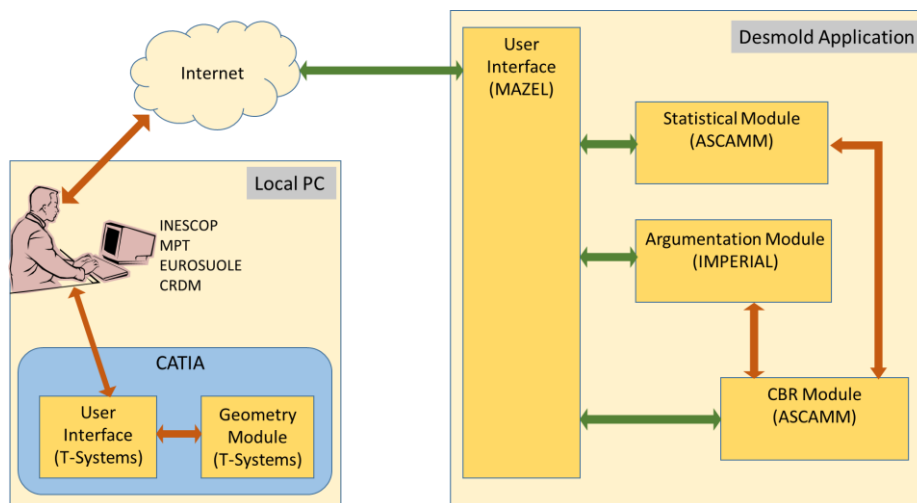 Internet
Local PC
INESCOP
MPT
EUROSUOLE
CRDM
CATIA
User
Interface
(T-Systems)
Geometry
Module
(T-Systems)
Desmold Application
User
Interface
(MAZEL)
Statistical Module
(ASCAMM)
Argumentation Module
(IMPERIAL)
CBR Module
(ASCAMM)